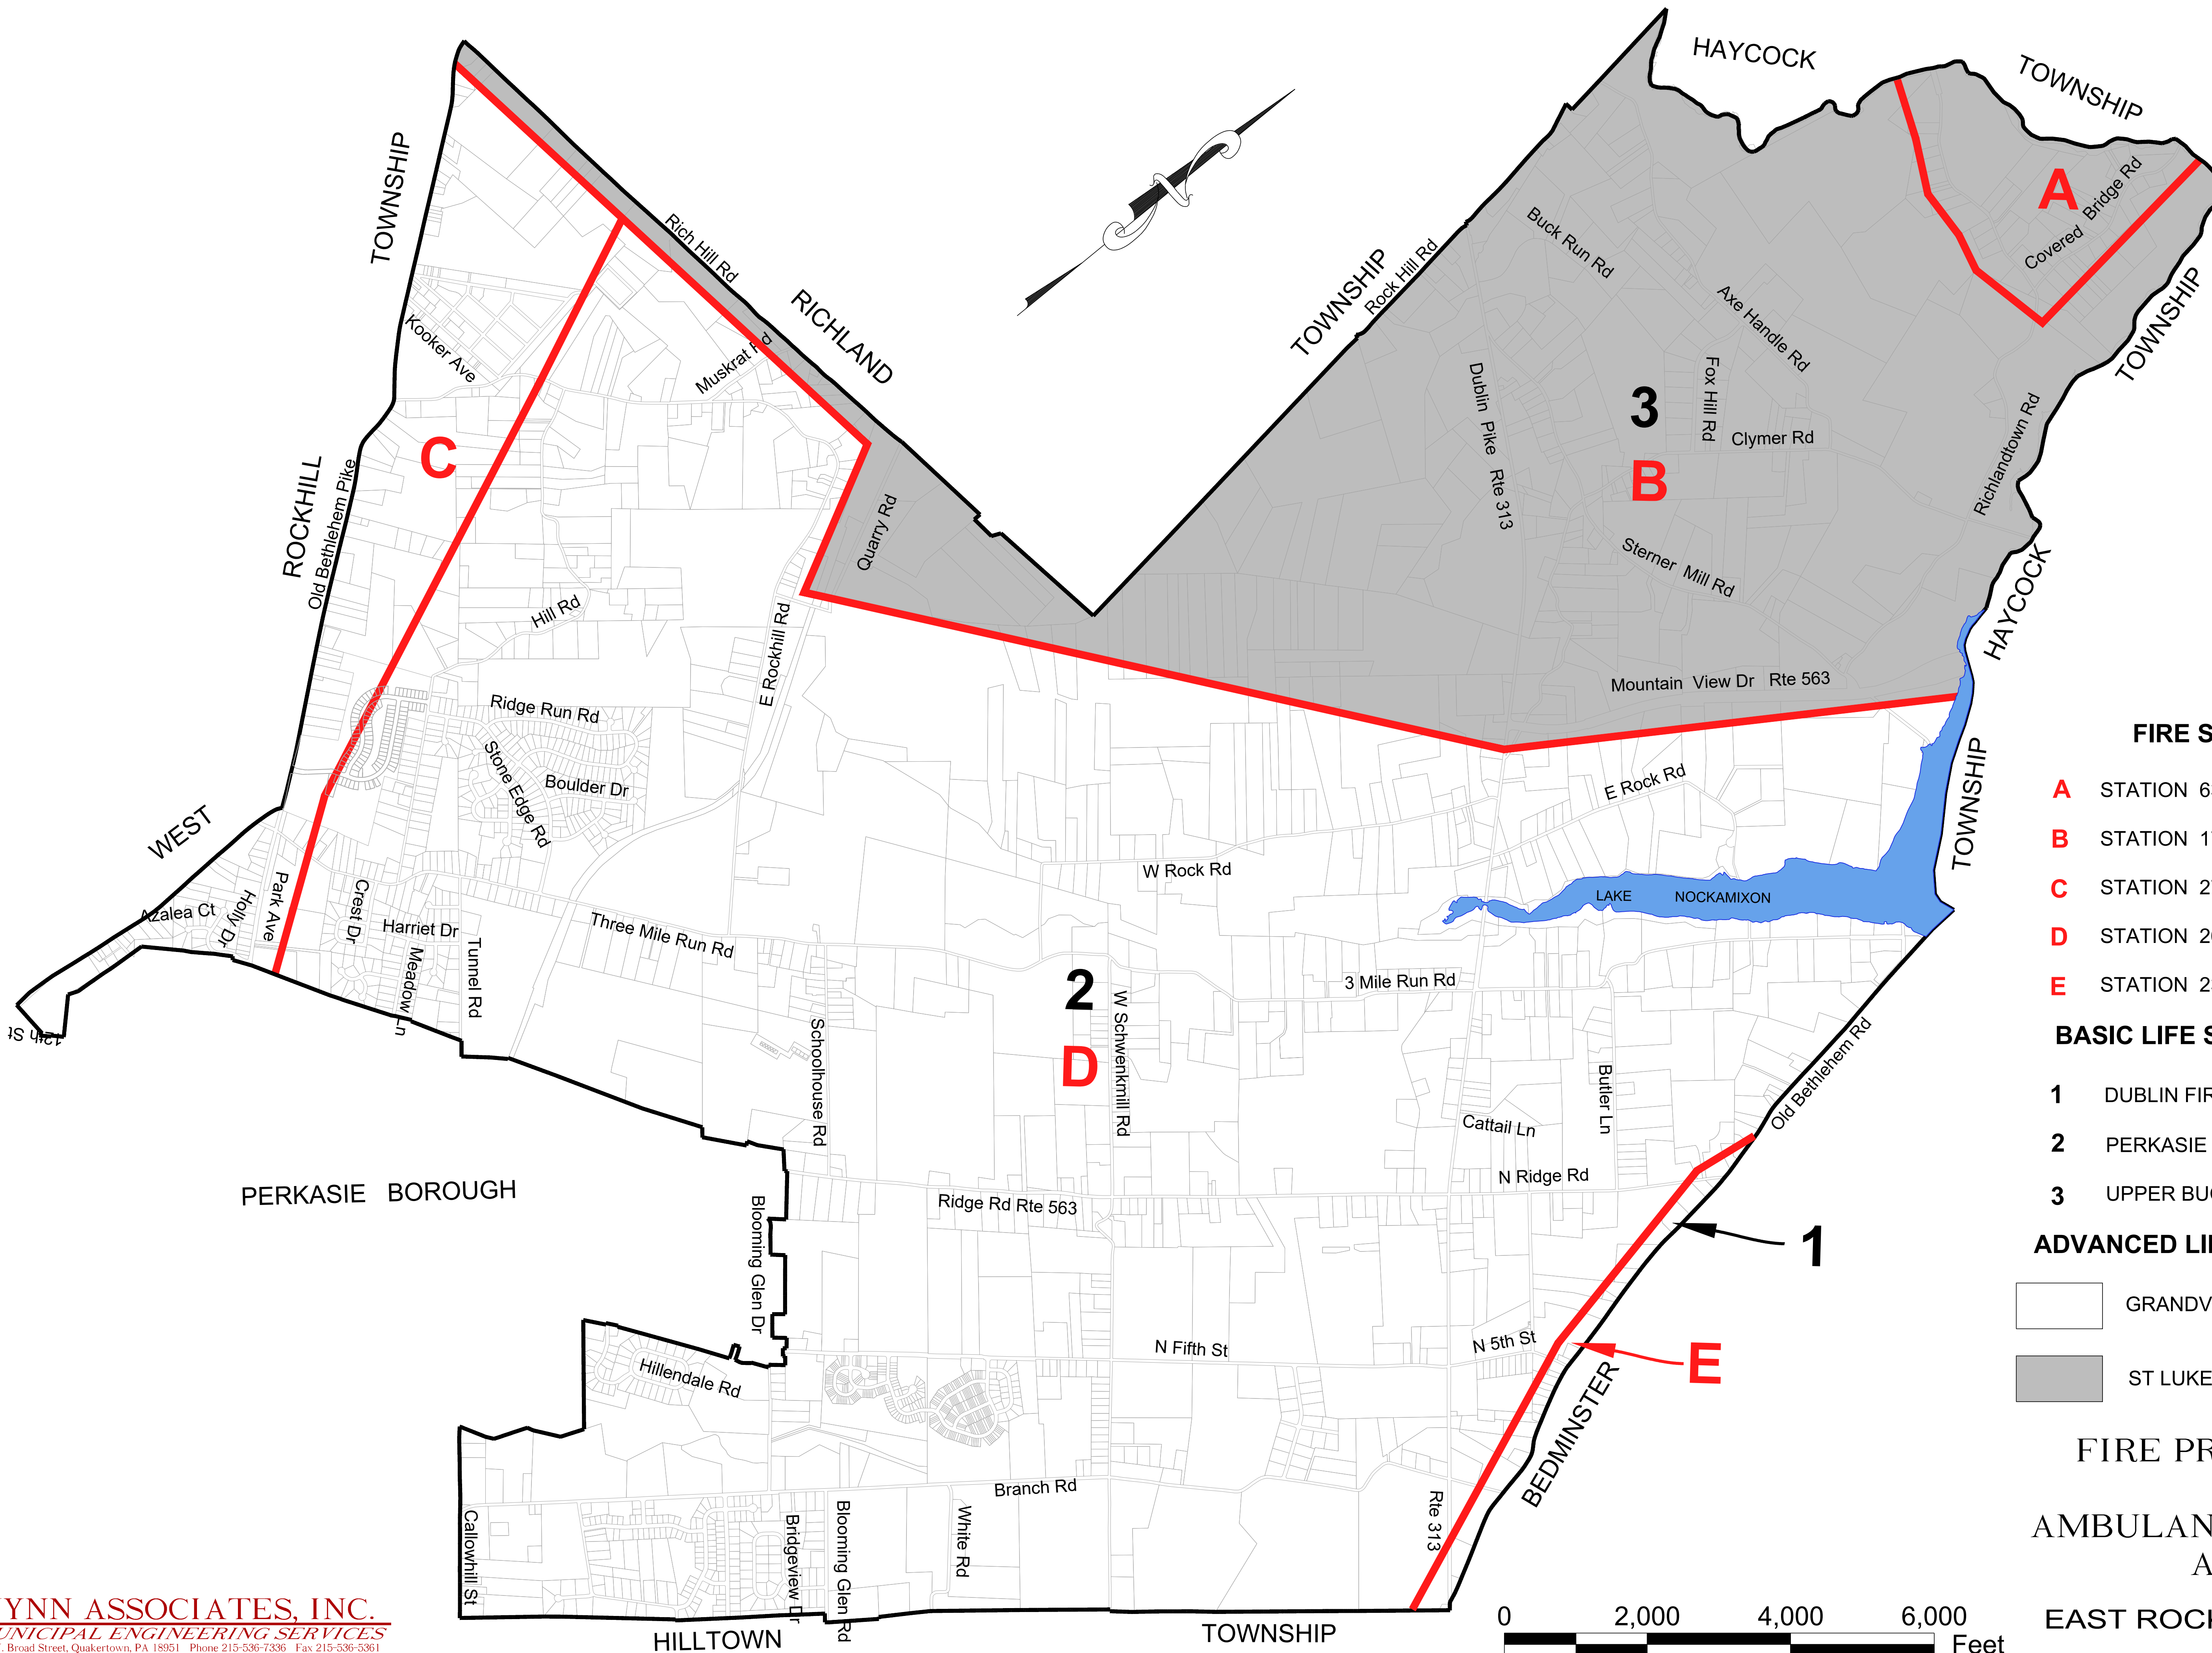 HAYCOCK
TOWNSHIP
TOWNSHIP
Rich Hill Rd
RICHLAND
TOWNSHIP
Rock Hill Rd
Buck Run Rd
Axe Handle Rd
A
Covered Bridge Rd
TOWNSHIP
Kooker Ave
Muskrat Rd
C
Dublin Pike Rte 313
Fox Hill Rd
3
B
Clymer Rd
Richlandtown Rd
ROCKHILL
Old Bethlehem Pike
Quarry Rd
Sterner Mill Rd
HAYCOCK
Hill Rd
E Rockhill Rd
Mountain View Dr Rte 563
Ridge Run Rd
Stone Edge Rd
Boulder Dr
E Rock Rd
TOWNSHIP
WEST
W Rock Rd
LAKE NOCKAMIXON
Azalea Ct
Holly Dr
Park Ave
Crest Dr
Harriet Dr
Meadow Ln
Tunnel Rd
Three Mile Run Rd
3 Mile Run Rd
12th St
2
D
W Schwenkmill Rd
Schoolhouse Rd
Butler Ln
Old Bethlehem Rd
Cattail Ln
N Ridge Rd
PERKASIE BOROUGH
Ridge Rd Rte 563
Blooming Glen Dr
1
N Fifth St
N 5th St
E
Hillendale Rd
BEDMINSTER
Branch Rd
Callowhill St
Bridgeview Dr
Blooming Glen Rd
White Rd
Rte 313
HILLTOWN
TOWNSHIP
FIRE S
A STATION 6
B STATION 1
C STATION 2
D STATION 2
E STATION 2
BASIC LIFE S
1 DUBLIN FIR
2 PERKASIE
3 UPPER BU
ADVANCED LI
GRANDV
ST LUKE
FIRE PR
AMBULAN
A
EAST ROC
0 2,000 4,000 6,000
Feet
YNN ASSOCIATES, INC.
UNICIPAL ENGINEERING SERVICES
. Broad Street, Quakertown, PA 18951 Phone 215-536-7336 Fax 215-536-5361